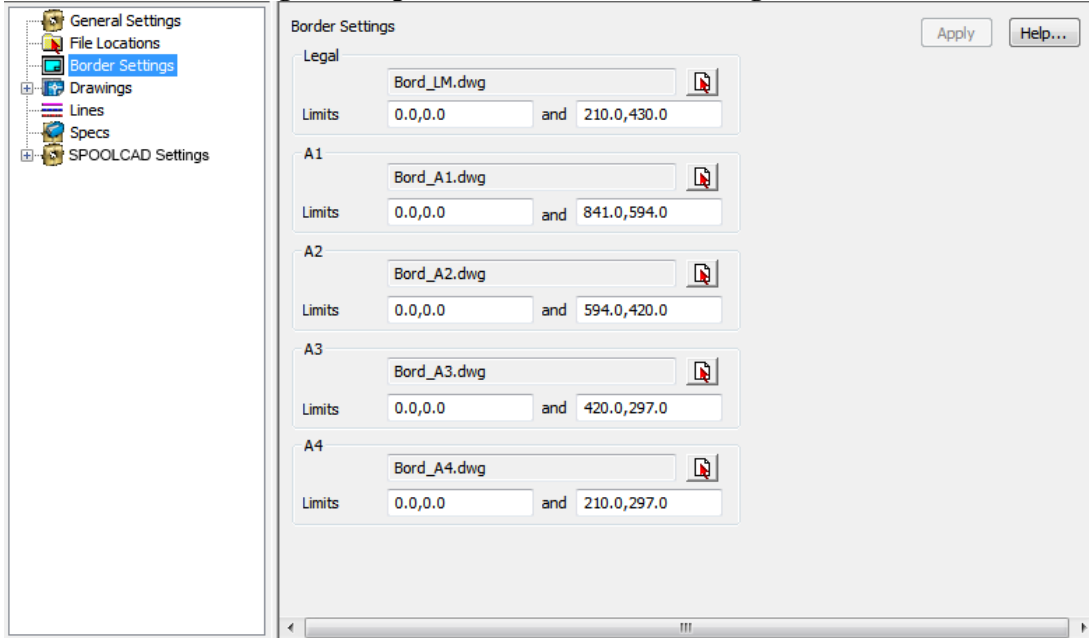 General Settings
File Locations
Border Settings
Drawings
Lines
Specs
SPOOLCAD Settings
Border Settings
Apply
Help...
Legal
Bord_LM.dwg
Limits 0.0,0.0 and 210.0,430.0
A1
Bord_A1.dwg
Limits 0.0,0.0 and 841.0,594.0
A2
Bord_A2.dwg
Limits 0.0,0.0 and 594.0,420.0
A3
Bord_A3.dwg
Limits 0.0,0.0 and 420.0,297.0
A4
Bord_A4.dwg
Limits 0.0,0.0 and 210.0,297.0